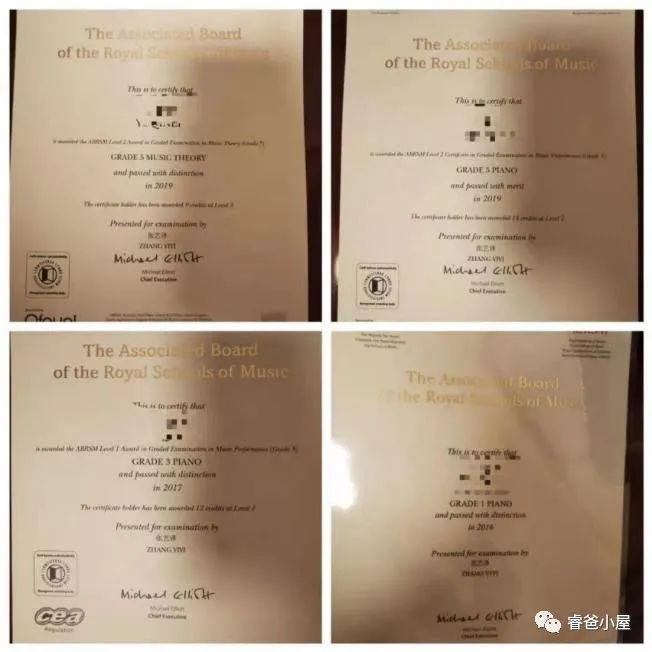 The Associated Board
of the Royal Schools of Music
This is to certify that
is awarded the ABRSM Level 2 Award in Graded Examination in Music Theory (Grade 5)
GRADE 5 MUSIC THEORY
and passed with distinction
in 2019
The certificate holder has been awarded 9 credits at Level 2
Presented for examination by
张艺译
ZHANG YIYI
Michael Elliott
Michael Elliott
Chief Executive
Ofqual
The Associated Board
of the Royal Schools of Music
This is to certify that
is awarded the ABRSM Level 2 Certificate in Graded Examination in Music Performance (Grade 5)
GRADE 5 PIANO
and passed with merit
in 2019
The certificate holder has been awarded 18 credits at Level 2
Presented for examination by
张艺译
ZHANG YIYI
Michael Elliott
Michael Elliott
Chief Executive
The Associated Board
of the Royal Schools of Music
This is to certify that
is awarded the ABRSM Level 1 Award in Graded Examination in Music Performance (Grade 3)
GRADE 3 PIANO
and passed with distinction
in 2017
The certificate holder has been awarded 12 credits at Level 1
Presented for examination by
张艺译
ZHANG YIYI
Michael Elliott
Michael Elliott
Chief Executive
cea
Regulation
The Associated Board
of the Royal Schools of Music
This is to certify that
GRADE 1 PIANO
and passed with distinction
in 2016
Presented for examination by
张艺译
ZHANG YIYI
Michael Elliott
Michael Elliott
Chief Executive
睿爸小屋